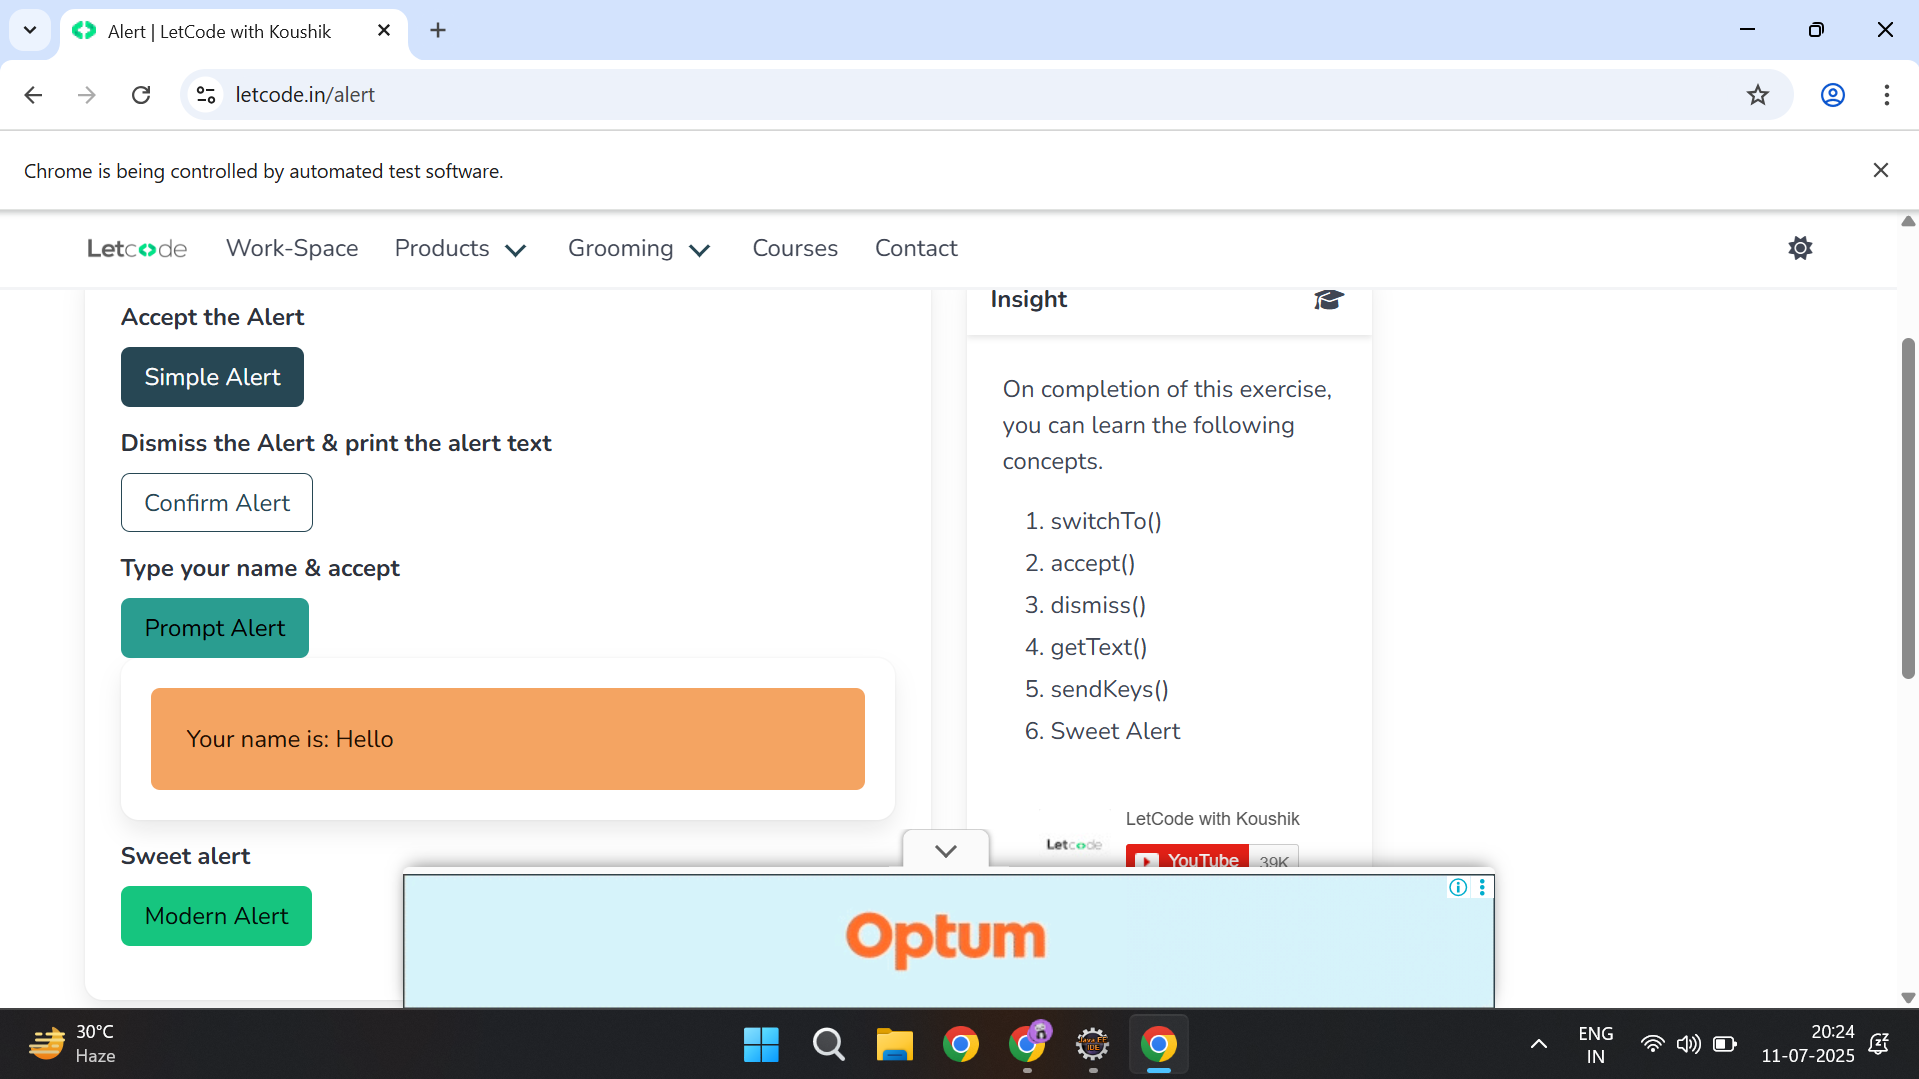 Alert | LetCode with Koushik
letcode.in/alert
Chrome is being controlled by automated test software.
Letcode Work-Space Products Grooming Courses Contact
Accept the Alert
Simple Alert
Dismiss the Alert & print the alert text
Confirm Alert
Type your name & accept
Prompt Alert
Your name is: Hello
Sweet alert
Modern Alert
Insight
On completion of this exercise,
you can learn the following
concepts.
1. switchTo()
2. accept()
3. dismiss()
4. getText()
5. sendKeys()
6. Sweet Alert
LetCode with Koushik
Letcode
YouTube 39K
Optum
30°C
Haze
Java EE
IDE
ENG
IN
20:24
11-07-2025